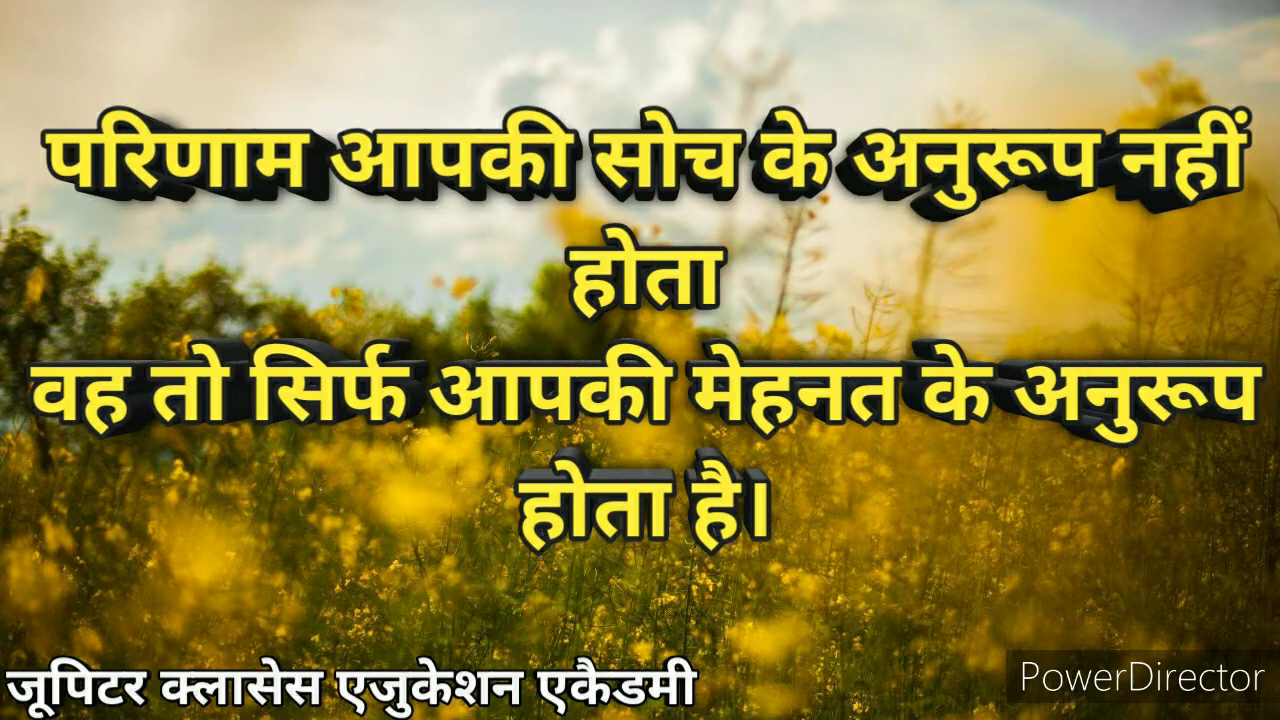 परिणाम आपकी सोच के अनुरूप नहीं
होता
वह तो सिर्फ आपकी मेहनत के अनुरूप
होता है।
जूपिटर क्लासेस एजुकेशन एकैडमी
PowerDirector